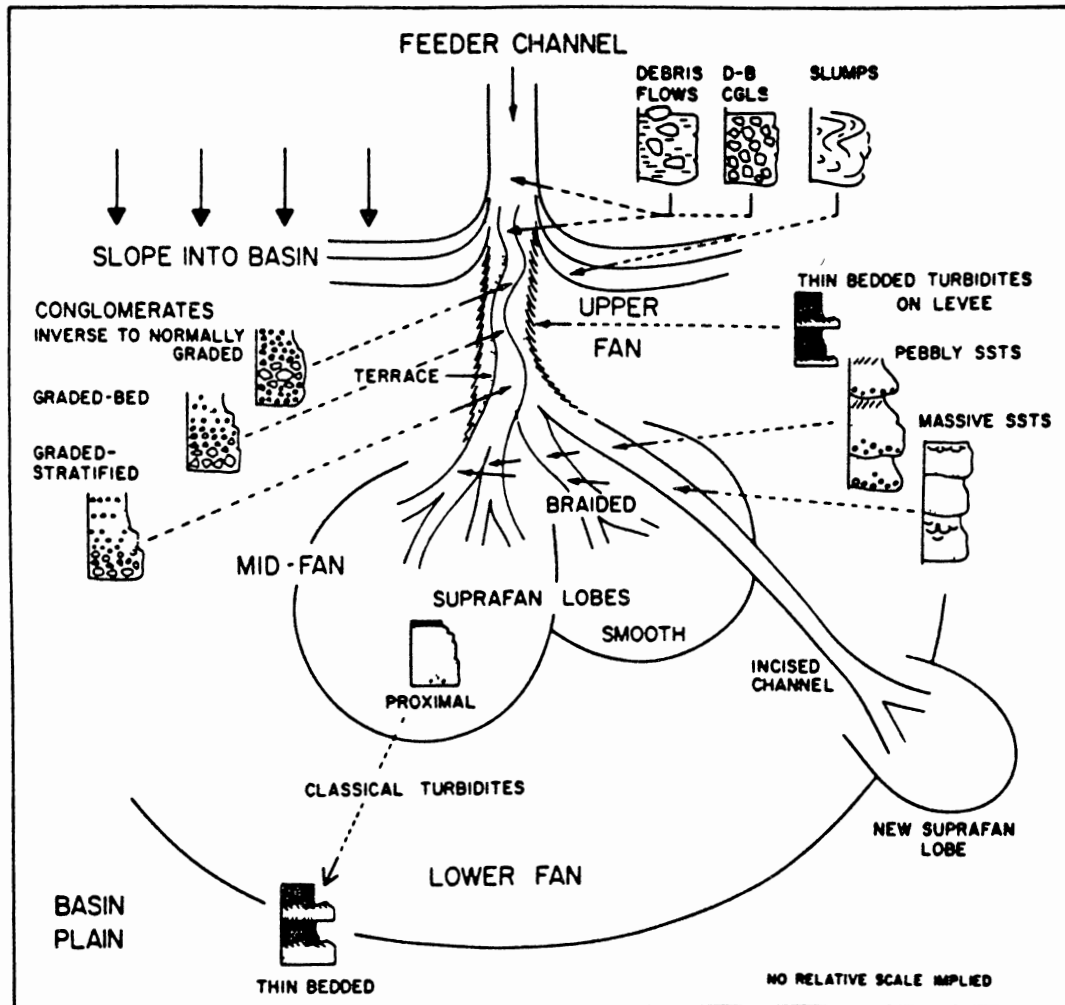 FEEDER CHANNEL
DEBRIS
FLOWS
D-B
CGLS
SLUMPS
SLOPE INTO BASIN
CONGLOMERATES
INVERSE TO NORMALLY
GRADED
UPPER
FAN
THIN BEDDED TURBIDITES
ON LEVEE
PEBBLY SSTS
TERRACE
GRADED-BED
MASSIVE SSTS
GRADED-
STRATIFIED
BRAIDED
MID-FAN
SUPRAFAN LOBES
SMOOTH
PROXIMAL
INCISED
CHANNEL
CLASSICAL TURBIDITES
NEW SUPRAFAN
LOBE
LOWER FAN
BASIN
PLAIN
THIN BEDDED
NO RELATIVE SCALE IMPLIED